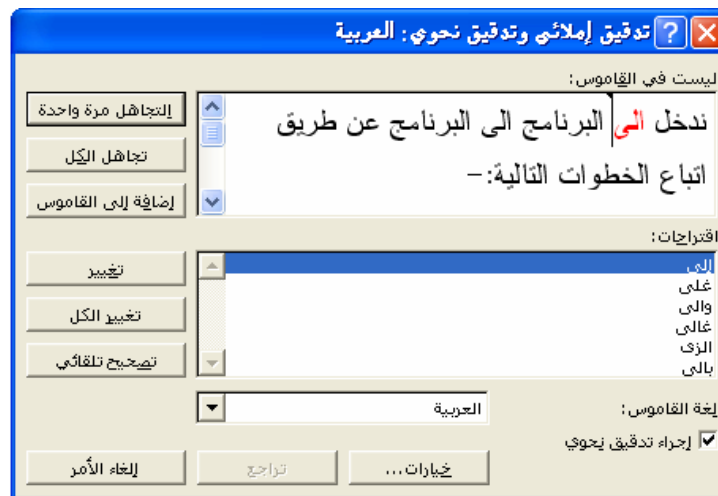 تدقيق إملائي وتدقيق نحوي: العربية
ليست في القاموس:
ندخل الى البرنامج الى البرنامج عن طريق
اتباع الخطوات التالية:-
التجاهل مرة واحدة
تجاهل الكل
إضافة إلى القاموس
اقتراحات:
إلى
غلى
والى
غالى
الزى
بالى
تغيير
تغيير الكل
تصحيح تلقائي
لغة القاموس:
العربية
إجراء تدقيق نحوي
خيارات...
تراجع
إلغاء الأمر